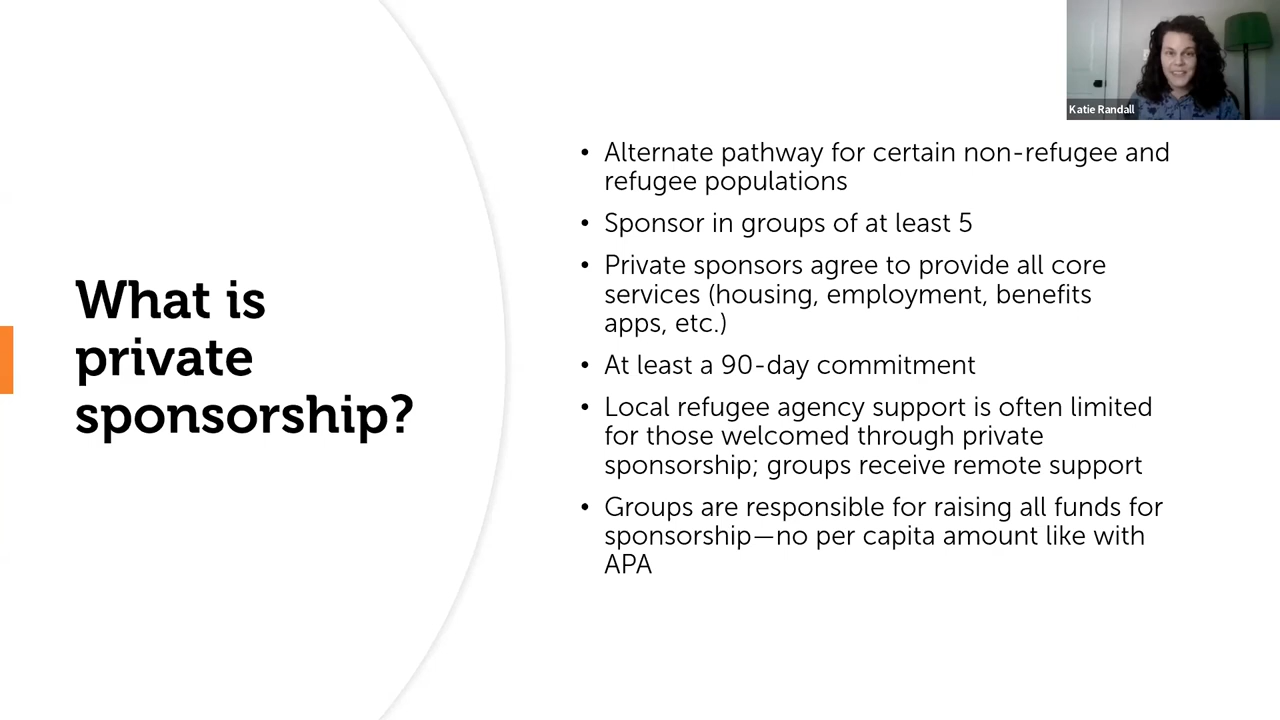 Katie Randall
What is
private
sponsorship?
• Alternate pathway for certain non-refugee and
refugee populations
• Sponsor in groups of at least 5
• Private sponsors agree to provide all core
services (housing, employment, benefits
apps, etc.)
• At least a 90-day commitment
• Local refugee agency support is often limited
for those welcomed through private
sponsorship; groups receive remote support
• Groups are responsible for raising all funds for
sponsorship—no per capita amount like with
APA